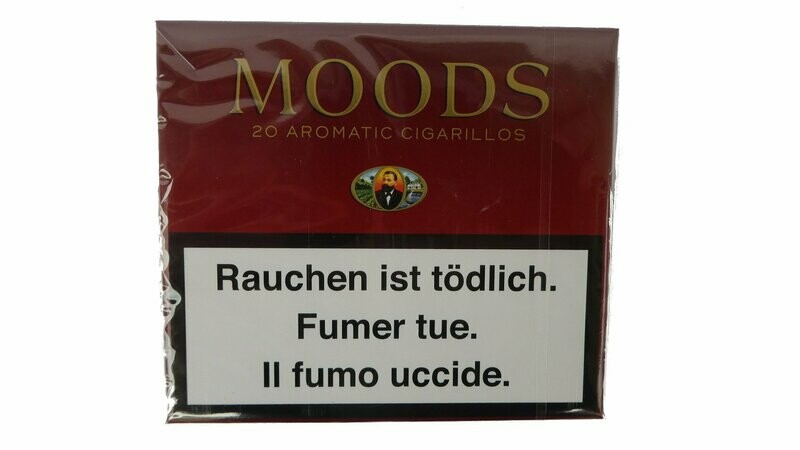 MOODS
20 AROMATIC CIGARILLOS
Rauchen ist tödlich.
Fumer tue.
Il fumo uccide.